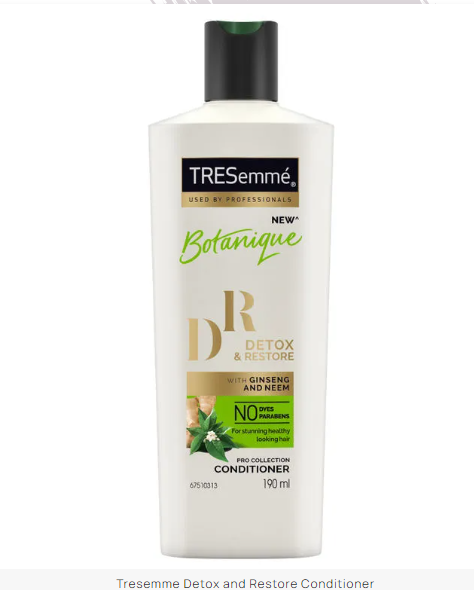 TRESemmé®
USED BY PROFESSIONALS
NEW^
Botanique
DR
DETOX
& RESTORE
WITH GINSENG
AND NEEM
NO DYES
PARABENS
For stunning healthy
looking hair
PRO COLLECTION
CONDITIONER
67510313 190 ml
Tresemme Detox and Restore Conditioner